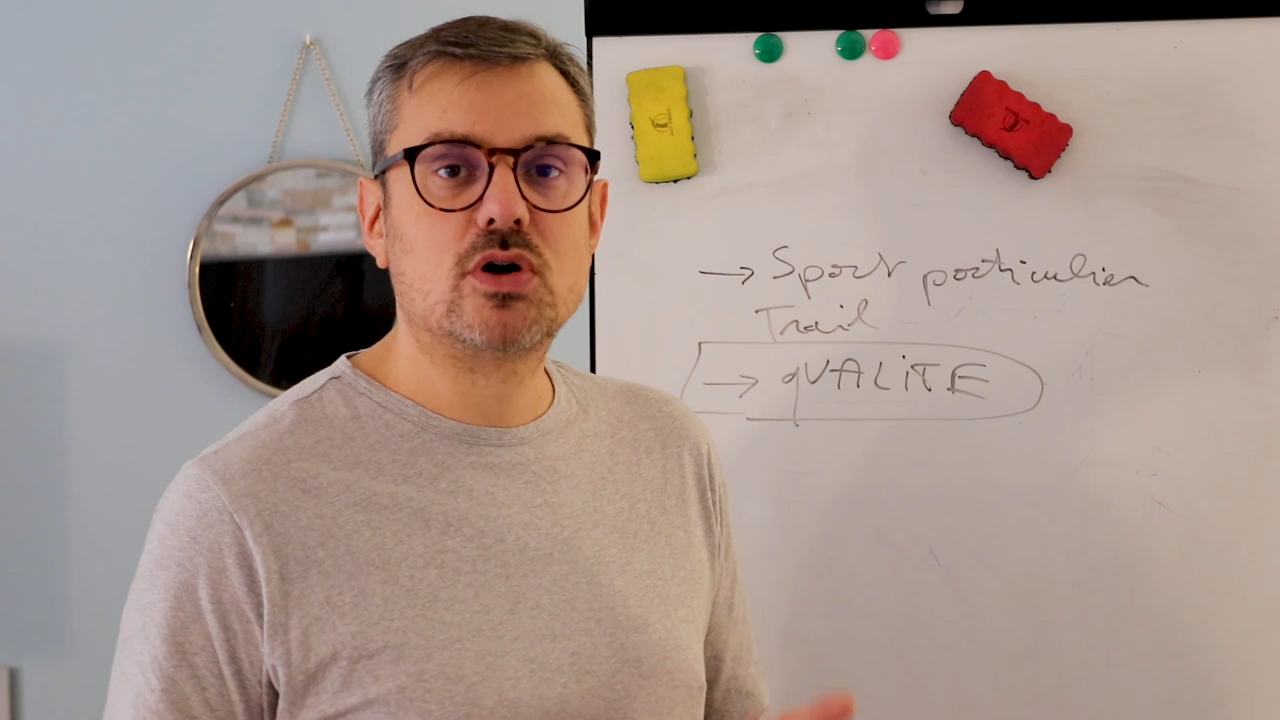 → Sport particulier
Trail
→ qUALiTE